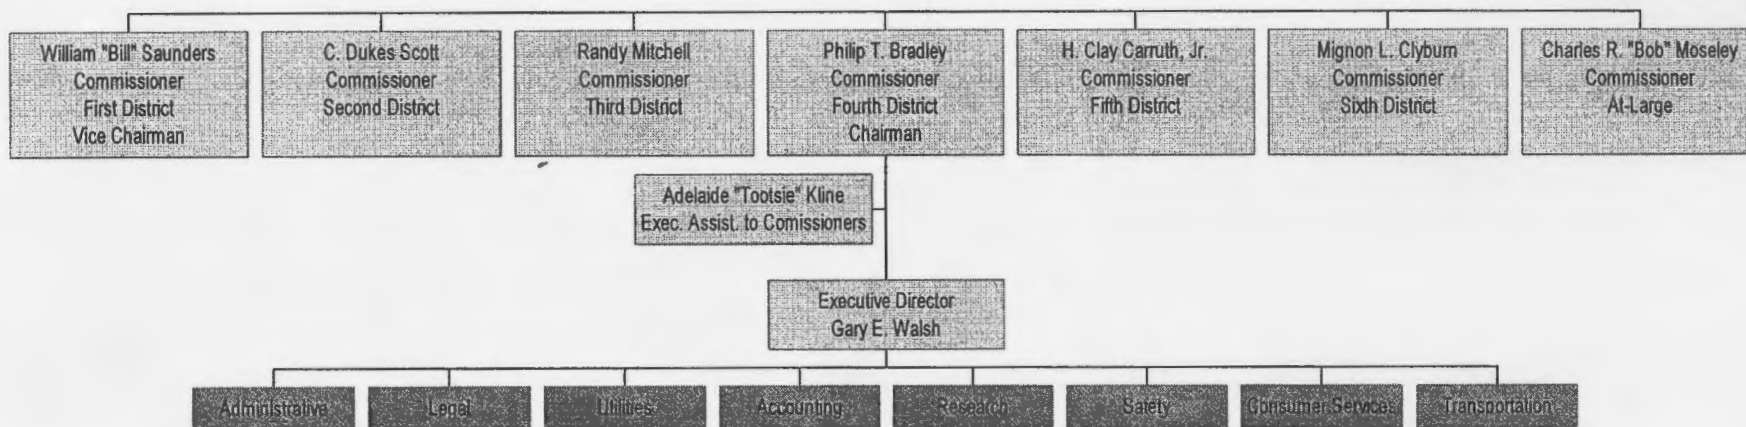 William "Bill" Saunders
Commissioner
First District
Vice Chairman
C. Dukes Scott
Commissioner
Second District
Randy Mitchell
Commissioner
Third District
Philip T. Bradley
Commissioner
Fourth District
Chairman
H. Clay Carruth, Jr.
Commissioner
Fifth District
Mignon L. Clyburn
Commissioner
Sixth District
Charles R. "Bob" Moseley
Commissioner
At-Large
Adelaide "Tootsie" Kline
Exec. Assist. to Comissioners
Executive Director
Gary E. Walsh
Administrative
Legal
Utilities
Accounting
Research
Safety
Consumer Services
Transportation